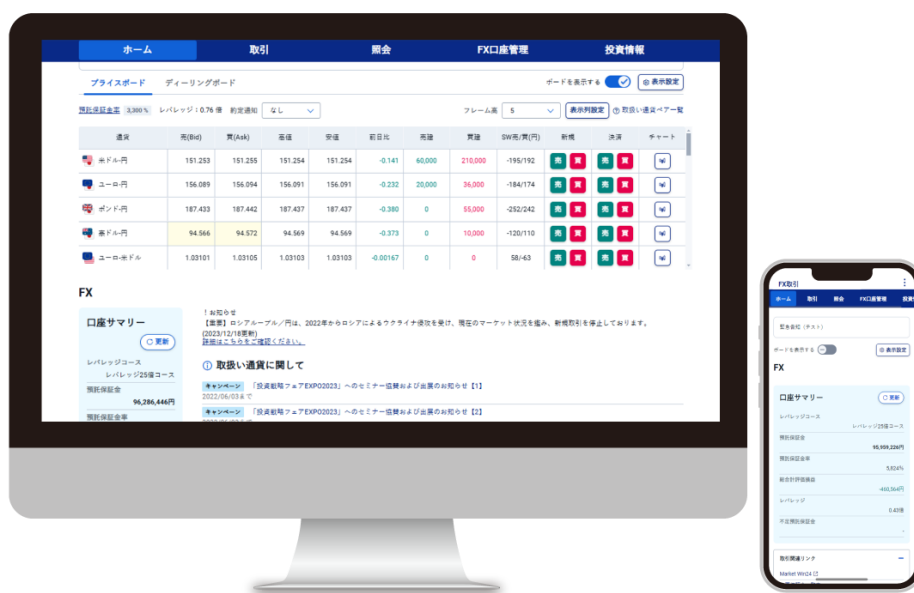 ホーム 取引 照会 FX口座管理 投資情報
プライスボード ディーリングボード ボードを表示する 表示設定
預託保証金率 3,300 % レバレッジ：0.76 倍 約定通知 なし フレーム高 5 表示列設定 取扱い通貨ペア一覧
通貨 売(Bid) 買(Ask) 高値 安値 前日比 売建 買建 SW売/買(円) 新規 決済 チャート
米ドル-円 151.253 151.255 151.254 151.254 -0.141 60,000 210,000 -195/192 売 買 売 買
ユーロ-円 156.089 156.094 156.091 156.091 -0.232 20,000 36,000 -184/174 売 買 売 買
ポンド-円 187.433 187.442 187.437 187.437 -0.380 0 55,000 -252/242 売 買 売 買
豪ドル-円 94.566 94.572 94.569 94.569 -0.373 0 10,000 -120/110 売 買 売 買
ユーロ-米ドル 1.03101 1.03105 1.03103 1.03103 -0.00167 0 0 58/-63 売 買 売 買
FX
口座サマリー
更新
レバレッジコース
レバレッジ25倍コース
預託保証金
96,286,446円
預託保証金率
！お知らせ
【重要】ロシアルーブル／円は、2022年からロシアによるウクライナ侵攻を受け、現在のマーケット状況を鑑み、新規取引を停止しております。
(2023/12/18更新)
詳細はこちらをご確認ください。
取扱い通貨に関して
キャンペーン 「投資戦略フェアEXPO2023」へのセミナー協賛および出展のお知らせ【1】
2022/06/03まで
キャンペーン 「投資戦略フェアEXPO2023」へのセミナー協賛および出展のお知らせ【2】
FX取引
ホーム 取引 照会 FX口座管理 投資
ボードを表示する 表示設定
FX
口座サマリー 更新
レバレッジコース
レバレッジ25倍コース
預託保証金
95,959,226円
預託保証金率
5,824%
総合計評価損益
レバレッジ
0.43倍
不足預託保証金
-
取引関連リンク
Market Win24